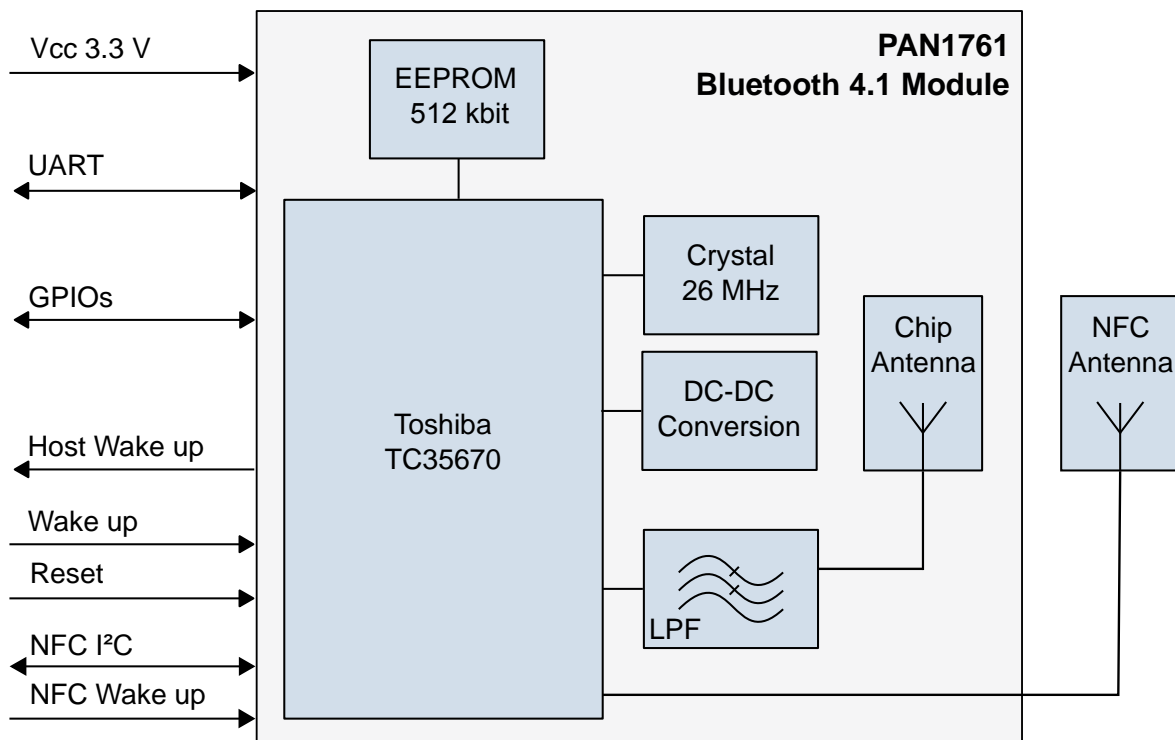 Vcc 3.3 V
UART
GPIOs
Host Wake up
Wake up
Reset
NFC I²C
NFC Wake up
PAN1761
Bluetooth 4.1 Module
EEPROM
512 kbit
Toshiba
TC35670
Crystal
26 MHz
DC-DC
Conversion
LPF
Chip
Antenna
NFC
Antenna